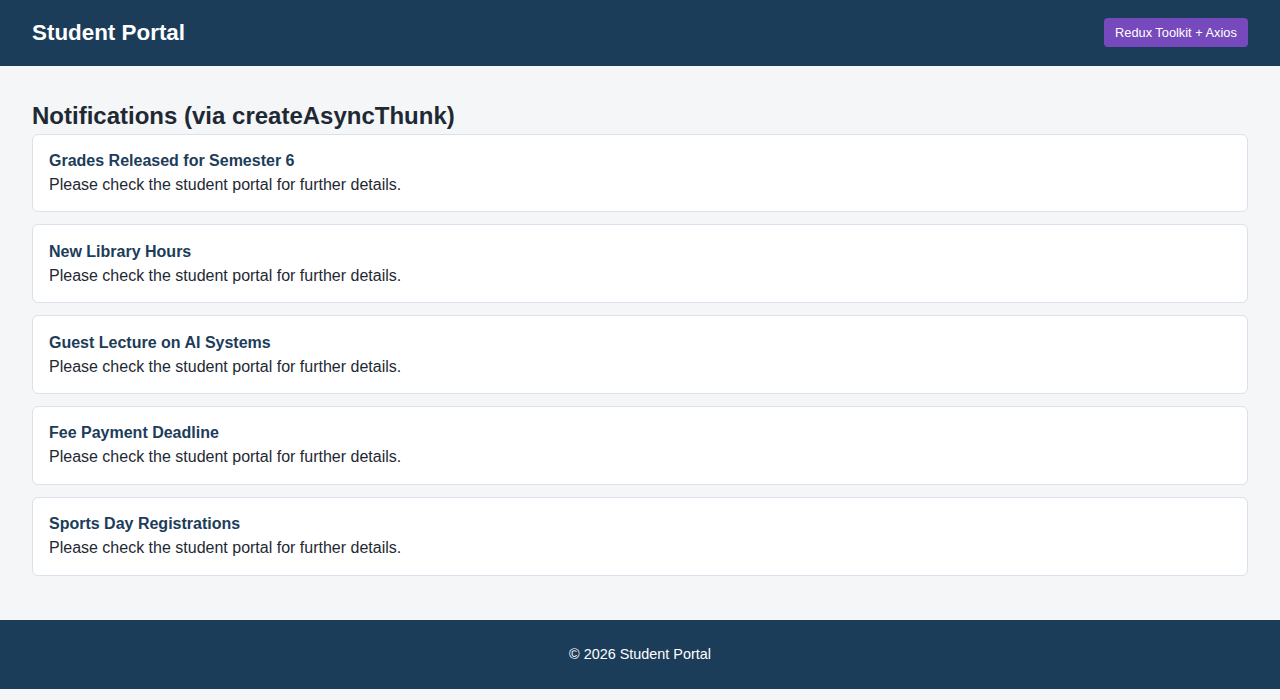 Student Portal
Redux Toolkit + Axios
Notifications (via createAsyncThunk)
Grades Released for Semester 6
Please check the student portal for further details.
New Library Hours
Please check the student portal for further details.
Guest Lecture on AI Systems
Please check the student portal for further details.
Fee Payment Deadline
Please check the student portal for further details.
Sports Day Registrations
Please check the student portal for further details.
© 2026 Student Portal